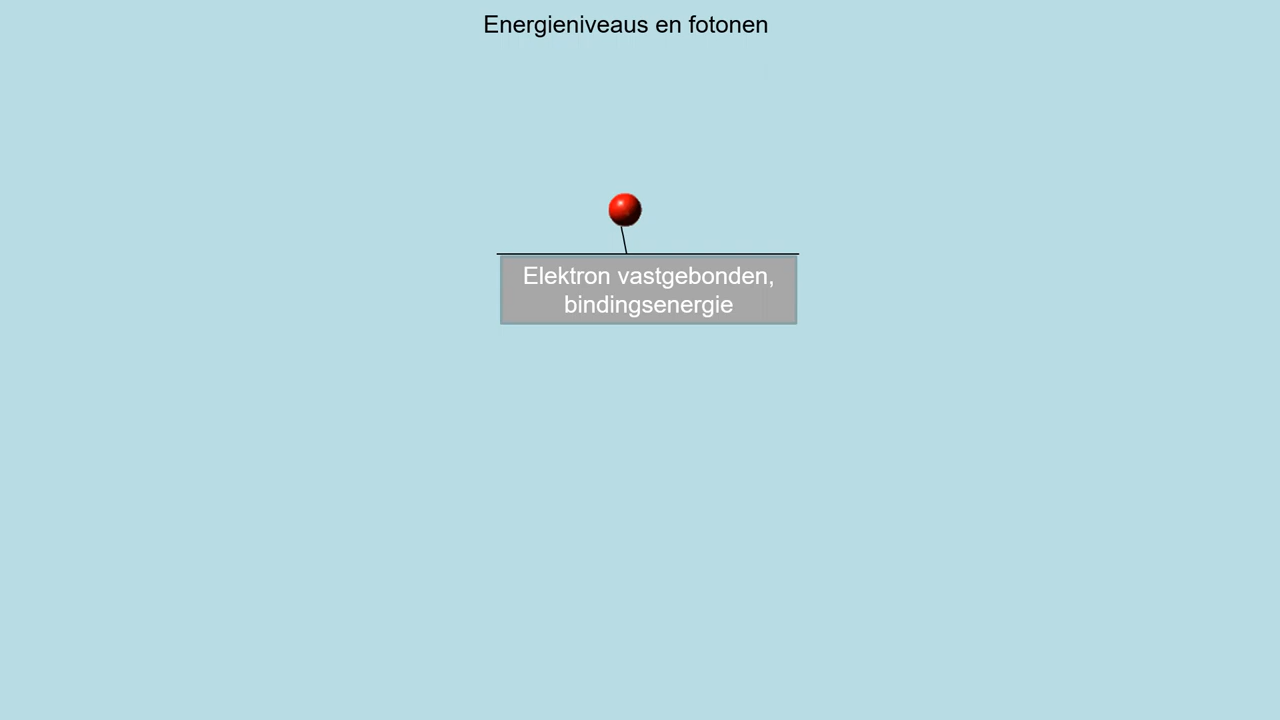 Energieniveaus en fotonen
Elektron vastgebonden,
bindingsenergie